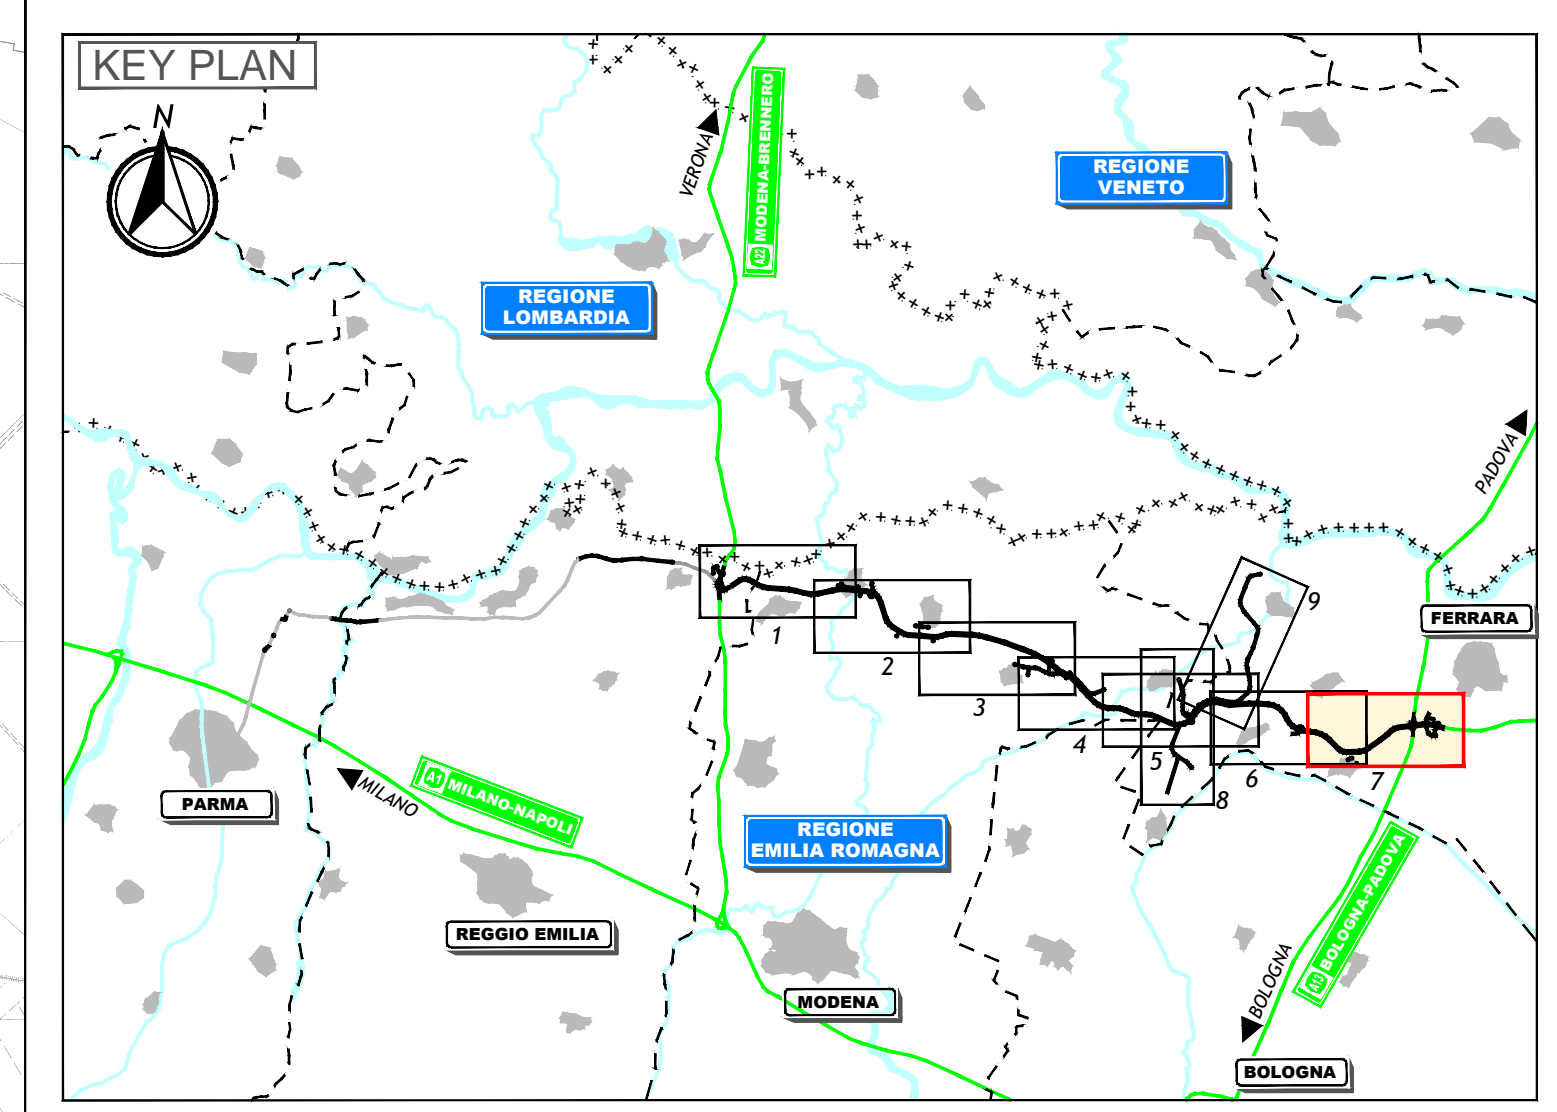 KEY PLAN
N
VERONA
A22 MODENA-BRENNERO
REGIONE
VENETO
REGIONE
LOMBARDIA
PADOVA
FERRARA
1
1
2
3
4
5
6
7
8
9
PARMA
MILANO
A1 MILANO-NAPOLI
REGIONE
EMILIA ROMAGNA
REGGIO EMILIA
MODENA
A13 BOLOGNA-PADOVA
BOLOGNA
BOLOGNA